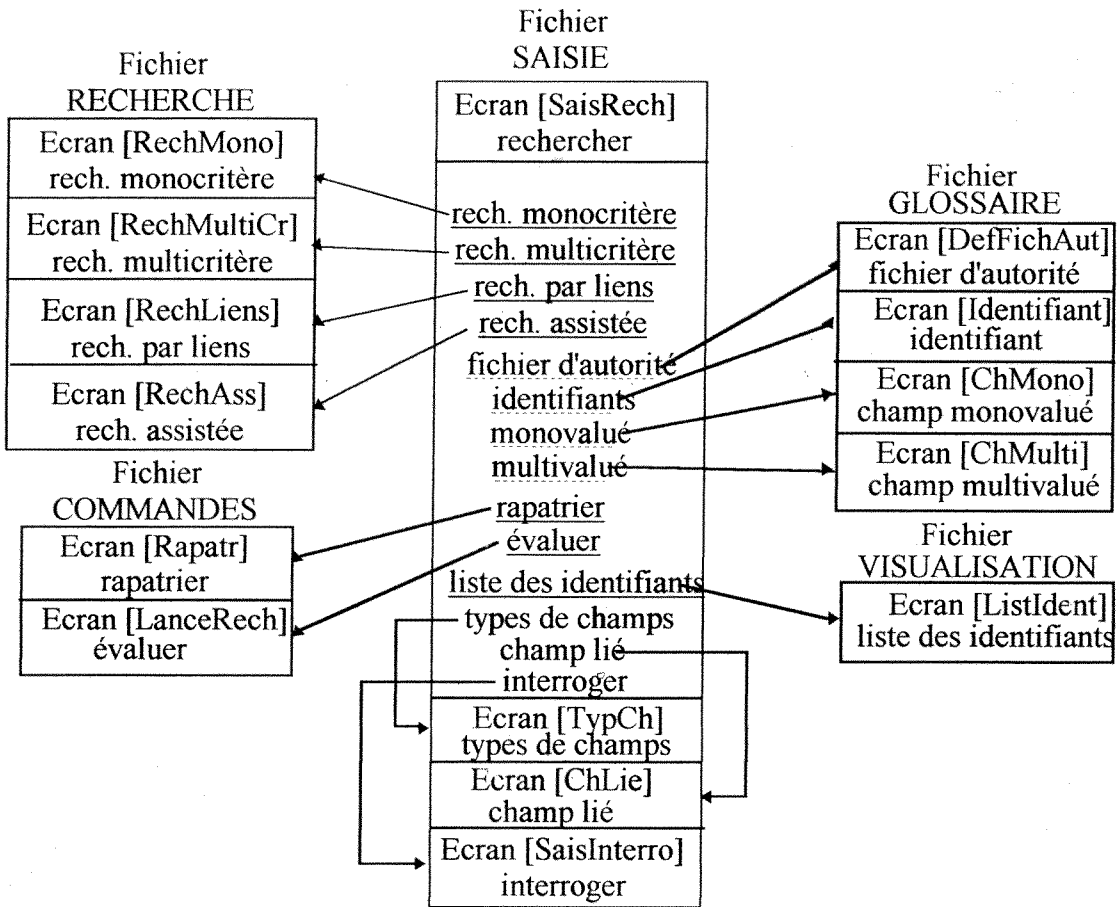 Fichier
RECHERCHE
Ecran [RechMono]
rech. monocritère
Ecran [RechMultiCr]
rech. multicritère
Ecran [RechLiens]
rech. par liens
Ecran [RechAss]
rech. assistée
Fichier
COMMANDES
Ecran [Rapatr]
rapatrier
Ecran [LanceRech]
évaluer
Fichier
SAISIE
Ecran [SaisRech]
rechercher
rech. monocritère
rech. multicritère
rech. par liens
rech. assistée
fichier d'autorité
identifiants
monovalué
multivalué
rapatrier
évaluer
liste des identifiants
types de champs
champ lié
interroger
Ecran [TypCh]
types de champs
Ecran [ChLie]
champ lié
Ecran [SaisInterro]
interroger
Fichier
GLOSSAIRE
Ecran [DefFichAut]
fichier d'autorité
Ecran [Identifiant]
identifiant
Ecran [ChMono]
champ monovalué
Ecran [ChMulti]
champ multivalué
Fichier
VISUALISATION
Ecran [ListIdent]
liste des identifiants